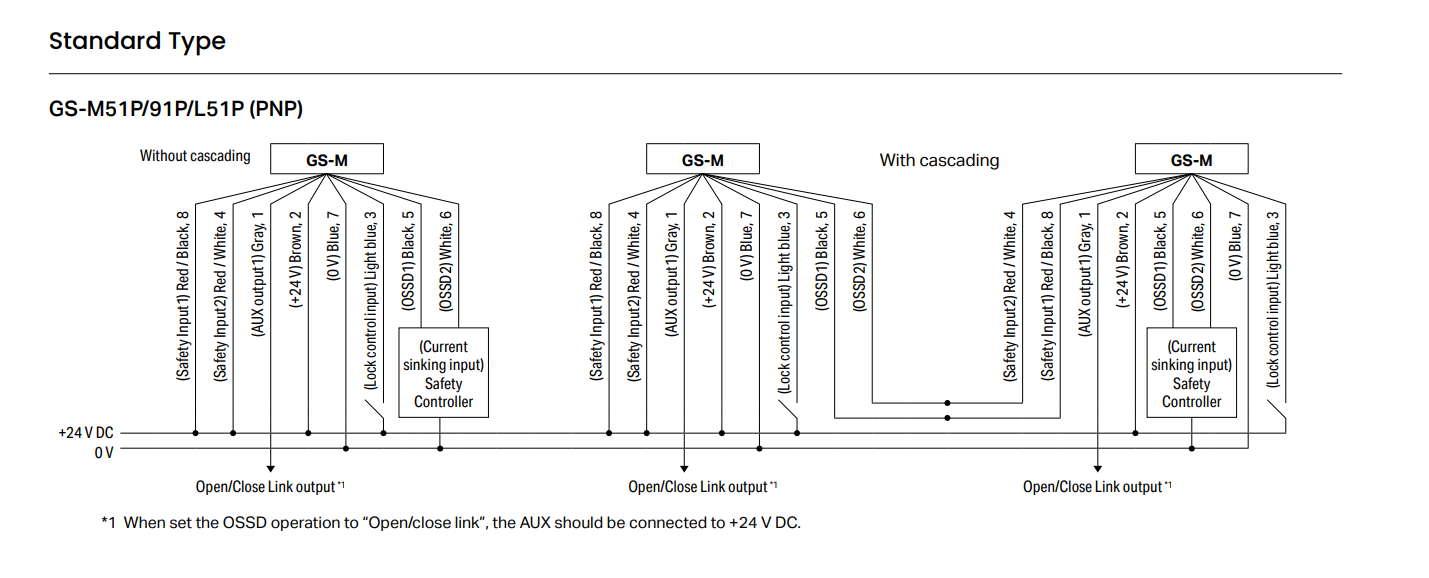 Standard Type
GS-M51P/91P/L51P (PNP)
Without cascading
GS-M
(Safety Input1) Red / Black, 8
(Safety Input2) Red / White, 4
(AUX output1) Gray, 1
(+24 V) Brown, 2
(0 V) Blue, 7
(Lock control input) Light blue, 3
(OSSD1) Black, 5
(OSSD2) White, 6
(Current
sinking input)
Safety
Controller
GS-M
With cascading
(Safety Input1) Red / Black, 8
(Safety Input2) Red / White, 4
(AUX output1) Gray, 1
(+24 V) Brown, 2
(0 V) Blue, 7
(Lock control input) Light blue, 3
(OSSD1) Black, 5
(OSSD2) White, 6
GS-M
(Safety Input2) Red / White, 4
(Safety Input1) Red / Black, 8
(AUX output1) Gray, 1
(+24 V) Brown, 2
(OSSD1) Black, 5
(OSSD2) White, 6
(0 V) Blue, 7
(Lock control input) Light blue, 3
(Current
sinking input)
Safety
Controller
+24 V DC
0 V
Open/Close Link output *1
Open/Close Link output *1
Open/Close Link output *1
*1 When set the OSSD operation to “Open/close link”, the AUX should be connected to +24 V DC.